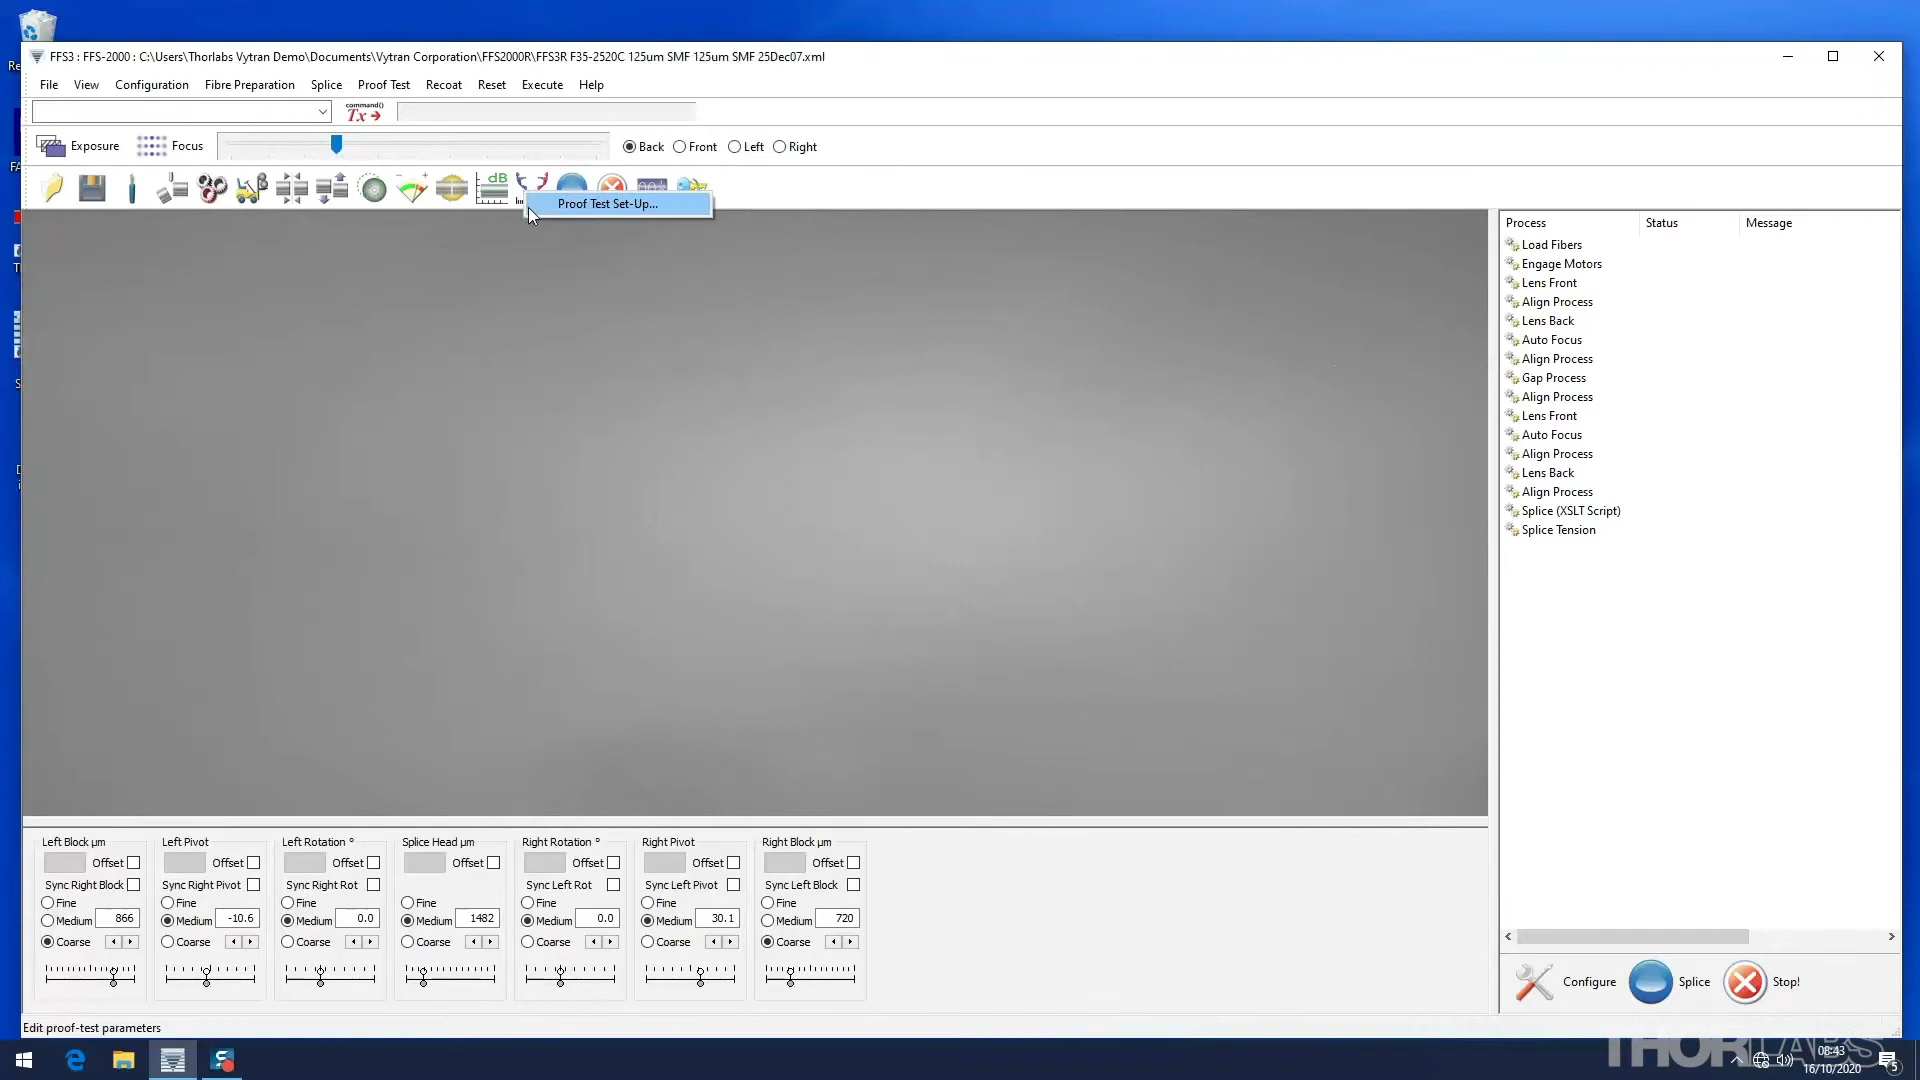 FFS3 : FFS-2000 : C:\Users\Thorlabs Vytran Demo\Documents\Vytran Corporation\FFS2000R\FFS3R F35-2520C 125um SMF 125um SMF 25Dec07.xml
File View Configuration Fibre Preparation Splice Proof Test Recoat Reset Execute Help
command()
Tx
Exposure Focus Back Front Left Right
dB
Proof Test Set-Up...
Process Status Message
Load Fibers
Engage Motors
Lens Front
Align Process
Lens Back
Auto Focus
Align Process
Gap Process
Align Process
Lens Front
Auto Focus
Align Process
Lens Back
Align Process
Splice (XSLT Script)
Splice Tension
Left Block µm Left Pivot Left Rotation ° Splice Head µm Right Rotation ° Right Pivot Right Block µm
Offset Offset Offset Offset Offset Offset Offset
Sync Right Block Sync Right Pivot Sync Right Rot Sync Left Rot Sync Left Pivot Sync Left Block
Fine Fine Fine Fine Fine Fine Fine
Medium 866 Medium -10.6 Medium 0.0 Medium 1482 Medium 0.0 Medium 30.1 Medium 720
Coarse Coarse Coarse Coarse Coarse Coarse Coarse
Configure Splice Stop!
Edit proof-test parameters
THORLABS
08:43
16/10/2020
5